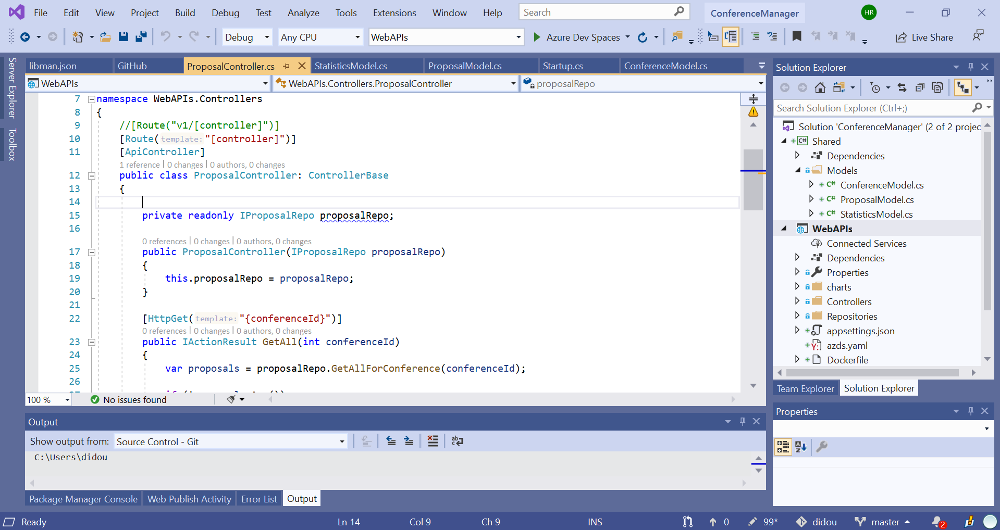 File Edit View Project Build Debug Test Analyze Tools Extensions Window Help Search ConferenceManager HR
Debug Any CPU WebAPIs Azure Dev Spaces Live Share
Server Explorer
Toolbox
libman.json GitHub ProposalController.cs StatisticsModel.cs ProposalModel.cs Startup.cs ConferenceModel.cs
WebAPIs WebAPIs.Controllers.ProposalController proposalRepo
7 namespace WebAPIs.Controllers
8 {
9 //[Route("v1/[controller]")]
10 [Route(template:"[controller]")]
11 [ApiController]
1 reference | 0 changes | 0 authors, 0 changes
12 public class ProposalController: ControllerBase
13 {
14
15 private readonly IProposalRepo proposalRepo;
16
0 references | 0 changes | 0 authors, 0 changes
17 public ProposalController(IProposalRepo proposalRepo)
18 {
19 this.proposalRepo = proposalRepo;
20 }
21
22 [HttpGet(template:"{conferenceId}")]
0 references | 0 changes | 0 authors, 0 changes
23 public IActionResult GetAll(int conferenceId)
24 {
25 var proposals = proposalRepo.GetAllForConference(conferenceId);
26
100 % No issues found
Output
Show output from: Source Control - Git
C:\Users\didou
Package Manager Console Web Publish Activity Error List Output
Solution Explorer
Search Solution Explorer (Ctrl+;)
Solution 'ConferenceManager' (2 of 2 projec
C# Shared
Dependencies
Models
C# ConferenceModel.cs
C# ProposalModel.cs
C# StatisticsModel.cs
WebAPIs
Connected Services
Dependencies
Properties
charts
Controllers
Repositories
appsettings.json
Y: azds.yaml
Dockerfile
Team Explorer Solution Explorer
Properties
Ready Ln 14 Col 9 Ch 9 INS 0 99* didou master 2